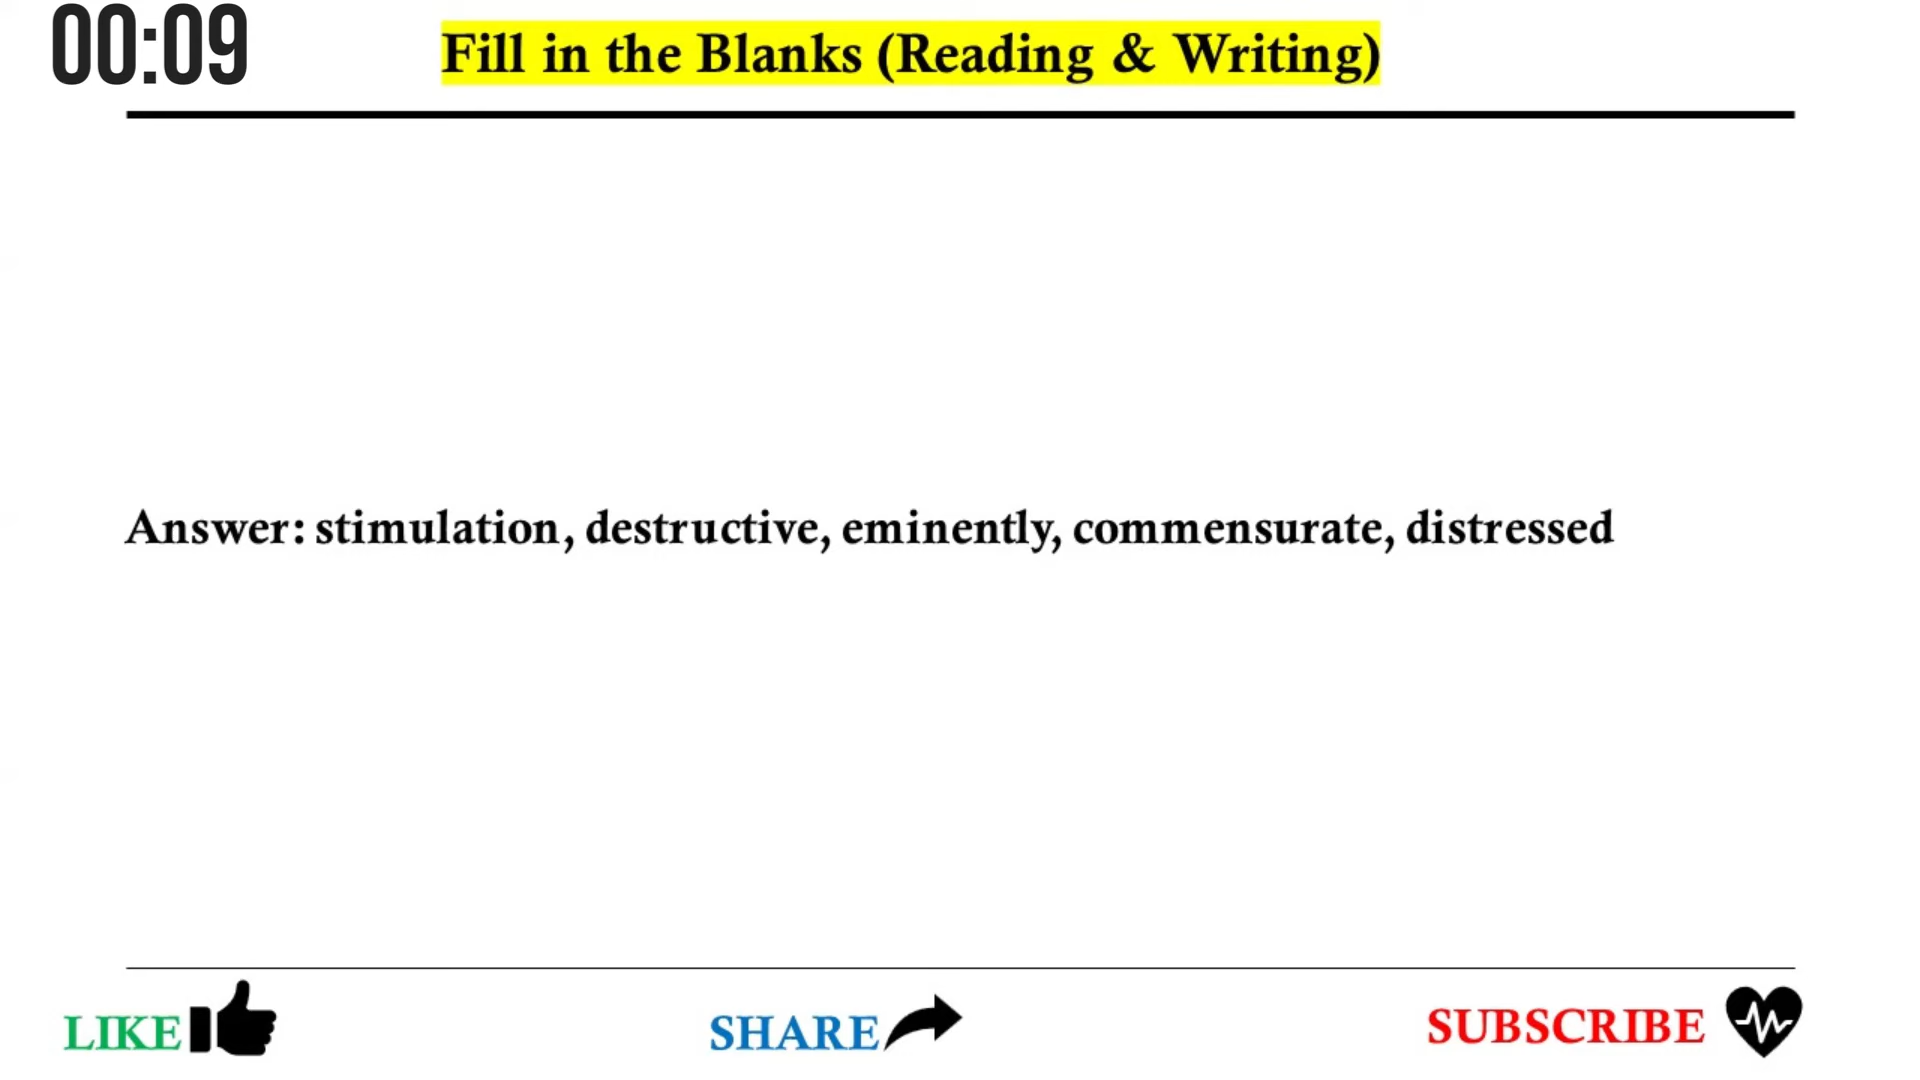 00:09
Fill in the Blanks (Reading & Writing)
Answer: stimulation, destructive, eminently, commensurate, distressed
LIKE
SHARE
SUBSCRIBE